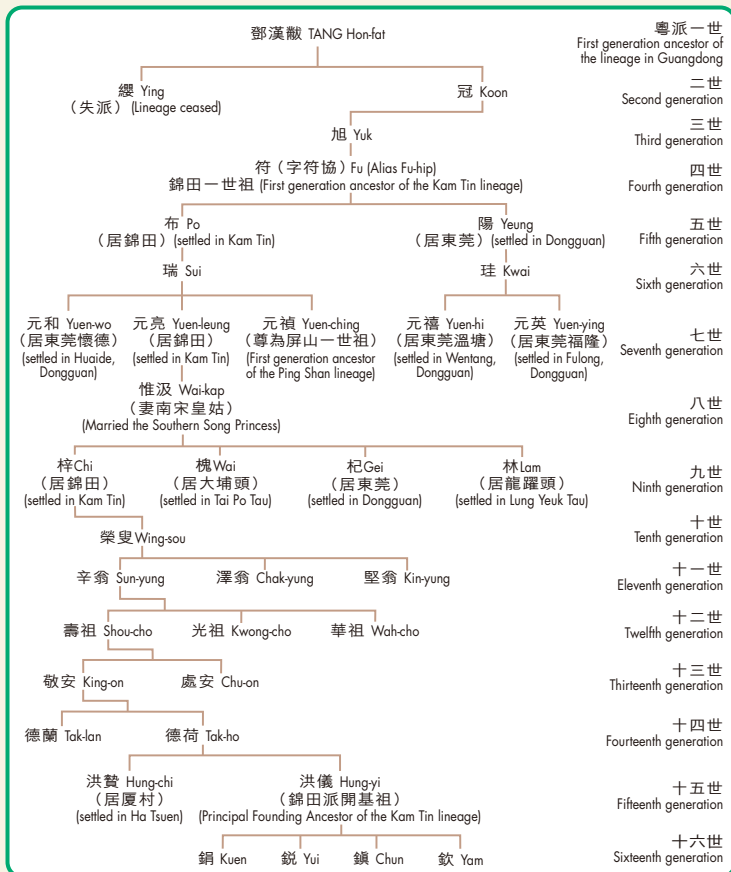 鄧漢黻 TANG Hon-fat
粵派一世
First generation ancestor of
the lineage in Guangdong
纓 Ying
（失派）(Lineage ceased)
冠 Koon
二世
Second generation
旭 Yuk
三世
Third generation
符（字符協）Fu (Alias Fu-hip)
錦田一世祖 (First generation ancestor of the Kam Tin lineage)
四世
Fourth generation
布 Po
（居錦田）(settled in Kam Tin)
陽 Yeung
（居東莞）(settled in Dongguan)
五世
Fifth generation
瑞 Sui
珪 Kwai
六世
Sixth generation
元和 Yuen-wo
（居東莞懷德）
(settled in Huaide,
Dongguan)
元亮 Yuen-leung
（居錦田）
(settled in Kam Tin)
元禎 Yuen-ching
（尊為屏山一世祖）
(First generation ancestor
of the Ping Shan lineage)
元禧 Yuen-hi
（居東莞溫塘）
(settled in Wentang,
Dongguan)
元英 Yuen-ying
（居東莞福隆）
(settled in Fulong,
Dongguan)
七世
Seventh generation
惟汲 Wai-kap
（妻南宋皇姑）
(Married the Southern Song Princess)
八世
Eighth generation
梓Chi
（居錦田）
(settled in Kam Tin)
槐Wai
（居大埔頭）
(settled in Tai Po Tau)
杞Gei
（居東莞）
(settled in Dongguan)
林Lam
（居龍躍頭）
(settled in Lung Yeuk Tau)
九世
Ninth generation
榮叟Wing-sou
十世
Tenth generation
辛翁 Sun-yung
澤翁 Chak-yung
堅翁 Kin-yung
十一世
Eleventh generation
壽祖 Shou-cho
光祖 Kwong-cho
華祖 Wah-cho
十二世
Twelfth generation
敬安 King-on
處安 Chu-on
十三世
Thirteenth generation
德蘭 Tak-lan
德荷 Tak-ho
十四世
Fourteenth generation
洪贄 Hung-chi
（居厦村）
(settled in Ha Tsuen)
洪儀 Hung-yi
（錦田派開基祖）
(Principal Founding Ancestor of the Kam Tin lineage)
十五世
Fifteenth generation
鋗 Kuen
鋭 Yui
鎭 Chun
欽 Yam
十六世
Sixteenth generation